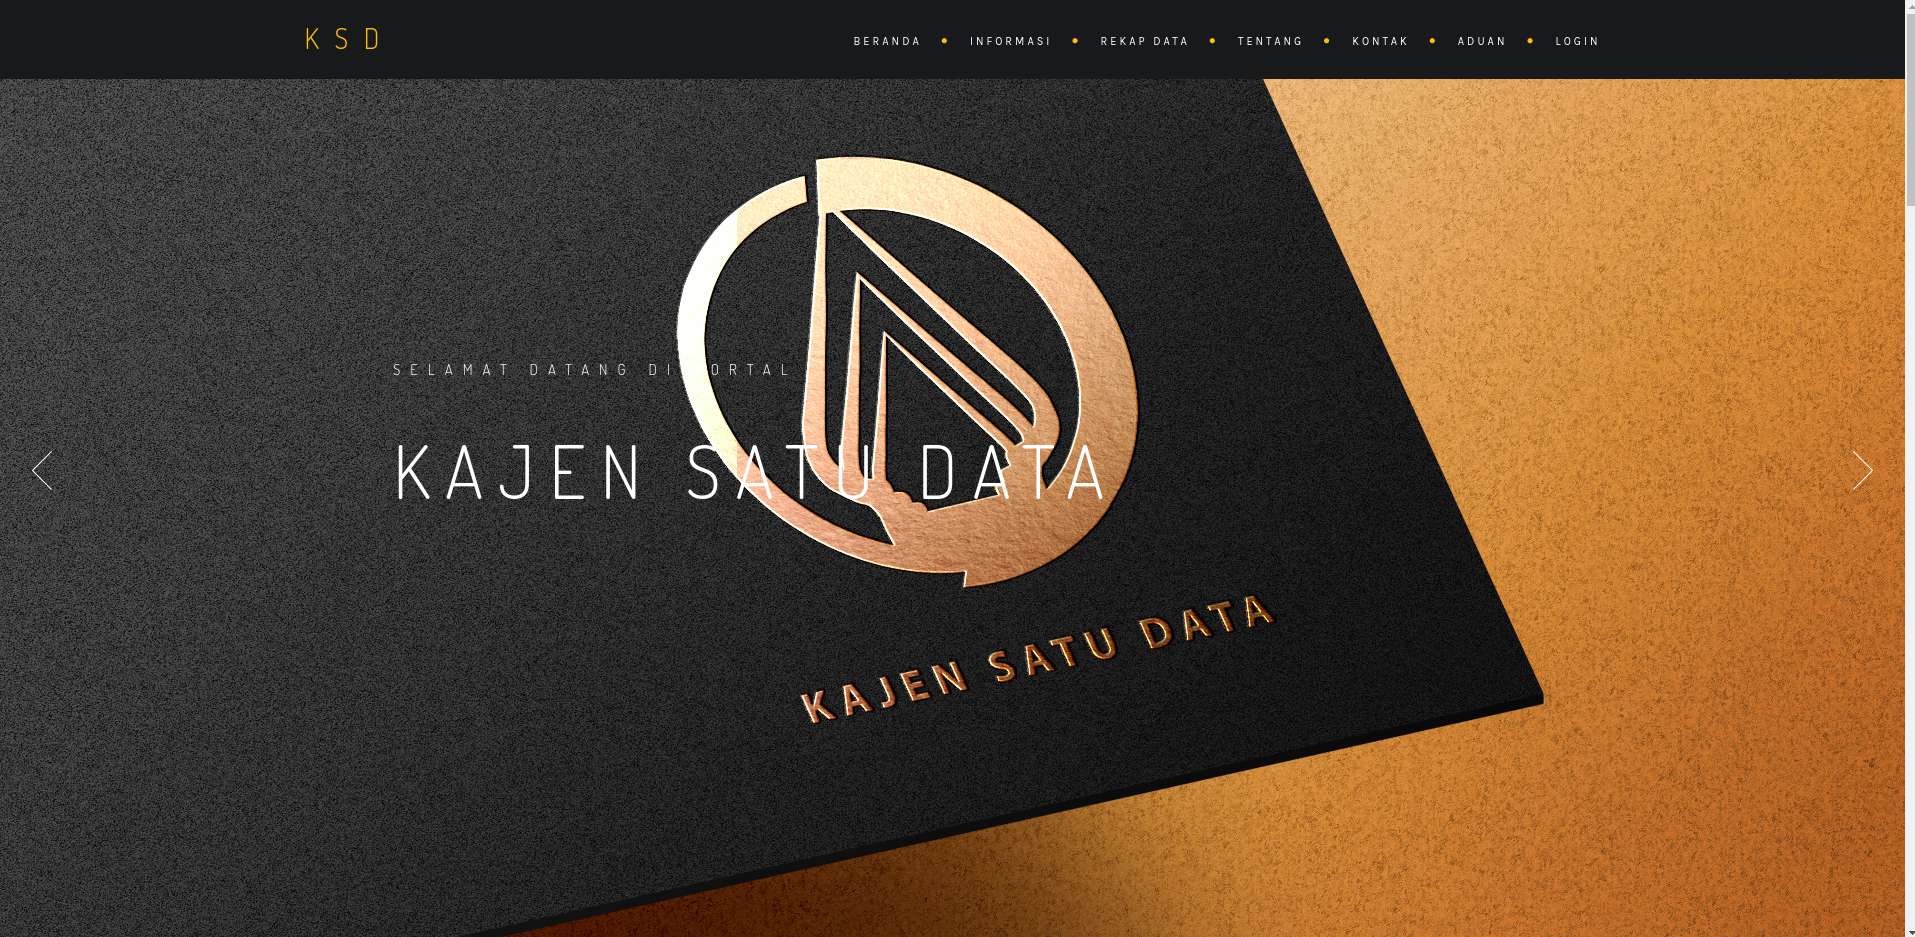 KSD
BERANDA • INFORMASI • REKAP DATA • TENTANG • KONTAK • ADUAN • LOGIN
SELAMAT DATANG DI PORTAL
KAJEN SATU DATA
KAJEN SATU DATA